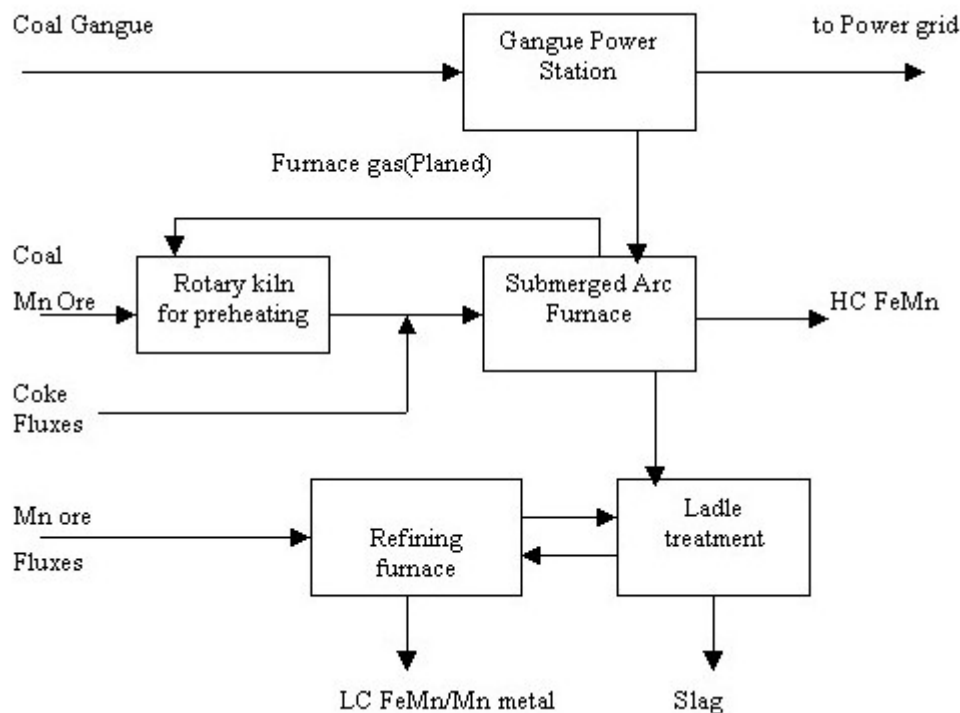 Coal Gangue
Gangue Power
Station
to Power grid
Furnace gas(Planed)
Coal
Mn Ore
Rotary kiln
for preheating
Submerged Arc
Furnace
HC FeMn
Coke
Fluxes
Mn ore
Fluxes
Refining
furnace
Ladle
treatment
LC FeMn/Mn metal
Slag